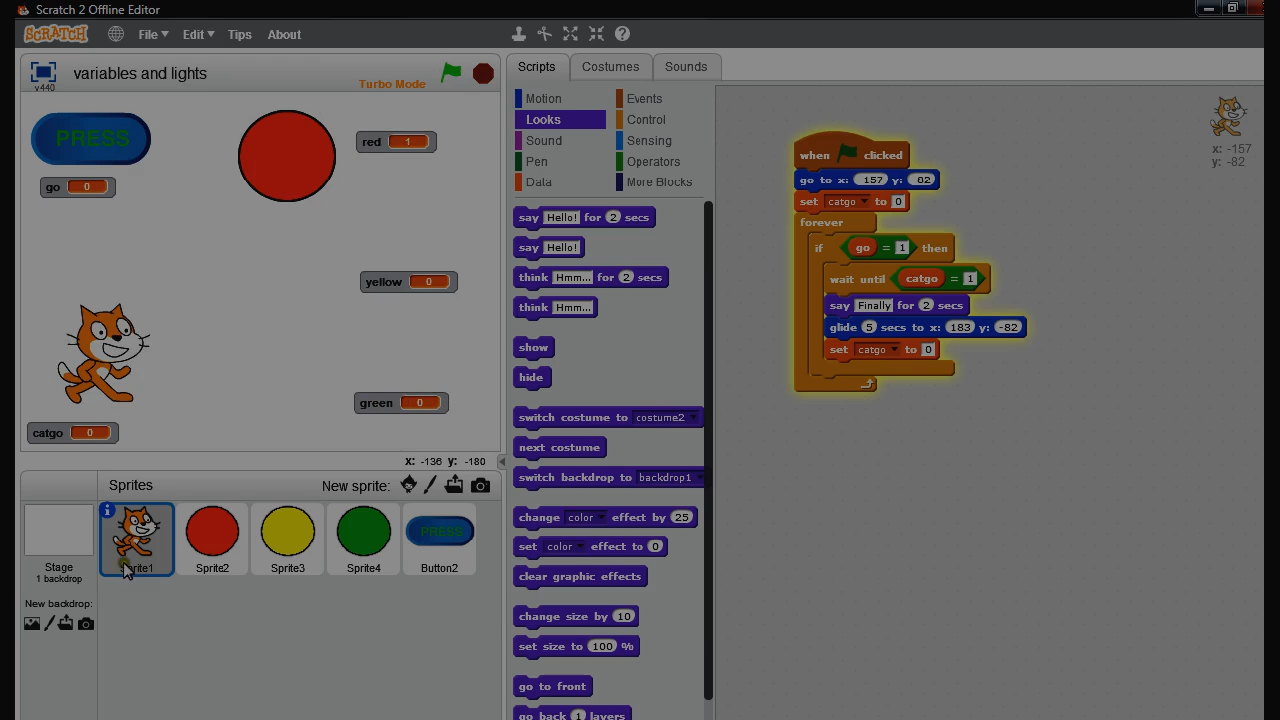 Scratch 2 Offline Editor
SCRATCH File Edit Tips About
v440 variables and lights Turbo Mode
PRESS
go 0
red 1
yellow 0
green 0
catgo 0
x: -136 y: -180
Sprites New sprite:
Stage
1 backdrop
New backdrop:
Sprite2
Sprite3
Sprite4
PRESS
Button2
Scripts Costumes Sounds
Motion Events
Looks Control
Sound Sensing
Pen Operators
Data More Blocks
say Hello! for 2 secs
say Hello!
think Hmm... for 2 secs
think Hmm...
show
hide
switch costume to costume2
next costume
switch backdrop to backdrop1
change color effect by 25
set color effect to 0
clear graphic effects
change size by 10
set size to 100 %
go to front
go back 1 layers
when clicked
go to x: 157 y: 82
set catgo to 0
forever
if go = 1 then
wait until catgo = 1
say Finally for 2 secs
glide 5 secs to x: 183 y: -82
set catgo to 0
x: -157
y: -82